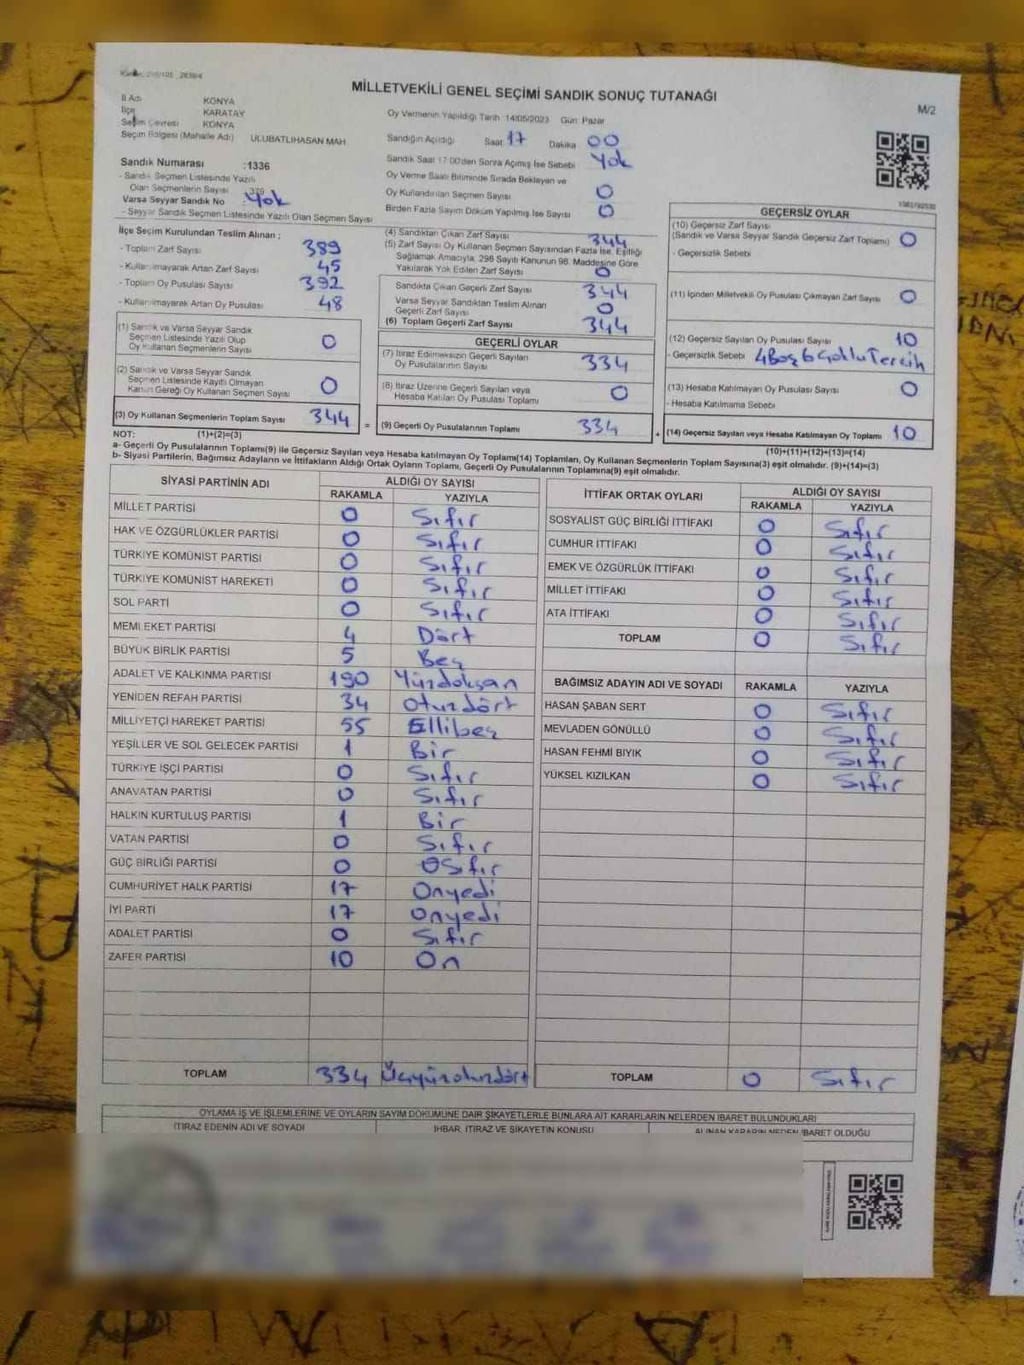 MİLLETVEKİLİ GENEL SEÇİMİ SANDIK SONUÇ TUTANAĞI
M/2
İl Adı KONYA
İlçe KARATAY
Seçim Çevresi KONYA
Seçim Bölgesi (Mahalle Adı) ULUBATLIHASAN MAH.
Sandık Numarası :1336
- Sandık Seçmen Listesinde Yazılı
Olan Seçmenlerin Sayısı
Varsa Seyyar Sandık No : Yok
- Seyyar Sandık Seçmen Listesinde Yazılı Olan Seçmen Sayısı
Oy Vermenin Yapıldığı Tarih :14/05/2023 Gün: Pazar
Sandığın Açıldığı Saat 17 Dakika 00
Sandık Saat 17:00'den Sonra Açılmış İse Sebebi Yok
Oy Verme Saati Bitiminde Sırada Bekleyen ve
Oy Kullandırılan Seçmen Sayısı 0
Birden Fazla Sayım Döküm Yapılmış İse Sayısı 0
İlçe Seçim Kurulundan Teslim Alınan :
- Toplam Zarf Sayısı 389
- Kullanılmayarak Artan Zarf Sayısı 45
- Toplam Oy Pusulası Sayısı 392
- Kullanılmayarak Artan Oy Pusulası 48
(1) Sandık ve Varsa Seyyar Sandık
Seçmen Listesinde Yazılı Olup
Oy Kullanan Seçmenlerin Sayısı 0
(2) Sandık ve Varsa Seyyar Sandık
Seçmen Listesinde Kayıtlı Olmayan
Kanun Gereği Oy Kullanan Seçmen Sayısı 0
(3) Oy Kullanan Seçmenlerin Toplam Sayısı 344
(4) Sandıktan Çıkan Zarf Sayısı 344
(5) Zarf Sayısı Oy Kullanan Seçmen Sayısından Fazla İse, Eşitliği
Sağlamak Amacıyla, 298 Sayılı Kanunun 98. Maddesine Göre
Yakılarak Yok Edilen Zarf Sayısı 0
Sandıkta Çıkan Geçerli Zarf Sayısı 344
Varsa Seyyar Sandıktan Teslim Alınan
Geçerli Zarf Sayısı 0
(6) Toplam Geçerli Zarf Sayısı 344
GEÇERLİ OYLAR
(7) İtiraz Edilmeksizin Geçerli Sayılan
Oy Pusulalarının Sayısı 334
(8) İtiraz Üzerine Geçerli Sayılan veya
Hesaba Katılan Oy Pusulası Toplamı 0
= (9) Geçerli Oy Pusulalarının Toplamı 334
GEÇERSİZ OYLAR
(10) Geçersiz Zarf Sayısı
(Sandık ve Varsa Seyyar Sandık Geçersiz Zarf Toplamı) 0
- Geçersizlik Sebebi
(11) İçinden Milletvekili Oy Pusulası Çıkmayan Zarf Sayısı 0
(12) Geçersiz Sayılan Oy Pusulası Sayısı 10
- Geçersizlik Sebebi 4Boş 6 Çoklu Tercih
(13) Hesaba Katılmayan Oy Pusulası Sayısı 0
- Hesaba Katılmama Sebebi
+ (14) Geçersiz Sayılan veya Hesaba Katılmayan Oy Toplamı 10
NOT: (1)+(2)=(3) (10)+(11)+(12)+(13)=(14)
a- Geçerli Oy Pusulalarının Toplamı(9) ile Geçersiz Sayılan veya Hesaba katılmayan Oy Toplamı(14) Toplamları, Oy Kullanan Seçmenlerin Toplam Sayısına(3) eşit olmalıdır. (9)+(14)=(3)
b- Siyasi Partilerin, Bağımsız Adayların ve İttifakların Aldığı Ortak Oyların Toplamı, Geçerli Oy Pusulalarının Toplamına(9) eşit olmalıdır.
SİYASİ PARTİNİN ADI ALDIĞI OY SAYISI
RAKAMLA YAZIYLA
MİLLET PARTİSİ 0 Sıfır
HAK VE ÖZGÜRLÜKLER PARTİSİ 0 Sıfır
TÜRKİYE KOMÜNİST PARTİSİ 0 Sıfır
TÜRKİYE KOMÜNİST HAREKETİ 0 Sıfır
SOL PARTİ 0 Sıfır
MEMLEKET PARTİSİ 4 Dört
BÜYÜK BİRLİK PARTİSİ 5 Beş
ADALET VE KALKINMA PARTİSİ 190 Yüzdoksan
YENİDEN REFAH PARTİSİ 34 Otuzdört
MİLLİYETÇİ HAREKET PARTİSİ 55 Ellibeş
YEŞİLLER VE SOL GELECEK PARTİSİ 1 Bir
TÜRKİYE İŞÇİ PARTİSİ 0 Sıfır
ANAVATAN PARTİSİ 0 Sıfır
HALKIN KURTULUŞ PARTİSİ 1 Bir
VATAN PARTİSİ 0 Sıfır
GÜÇ BİRLİĞİ PARTİSİ 0 Sıfır
CUMHURİYET HALK PARTİSİ 17 Onyedi
İYİ PARTİ 17 Onyedi
ADALET PARTİSİ 0 Sıfır
ZAFER PARTİSİ 10 On
TOPLAM 334 Üçyüzotuzdört
İTTİFAK ORTAK OYLARI ALDIĞI OY SAYISI
RAKAMLA YAZIYLA
SOSYALİST GÜÇ BİRLİĞİ İTTİFAKI 0 Sıfır
CUMHUR İTTİFAKI 0 Sıfır
EMEK VE ÖZGÜRLÜK İTTİFAKI 0 Sıfır
MİLLET İTTİFAKI 0 Sıfır
ATA İTTİFAKI 0 Sıfır
TOPLAM 0 Sıfır
BAĞIMSIZ ADAYIN ADI VE SOYADI RAKAMLA YAZIYLA
HASAN ŞABAN SERT 0 Sıfır
MEVLADEN GÖNÜLLÜ 0 Sıfır
HASAN FEHMİ BIYIK 0 Sıfır
YÜKSEL KIZILKAN 0 Sıfır
TOPLAM 0 Sıfır
OYLAMA İŞ VE İŞLEMLERİNE VE OYLARIN SAYIM DÖKÜMÜNE DAİR ŞİKAYETLERLE BUNLARA AİT KARARLARIN NELERDEN İBARET BULUNDUKLARI
İTİRAZ EDENİN ADI VE SOYADI İHBAR, İTİRAZ VE ŞİKAYETİN KONUSU ALINAN KARARIN NEDEN İBARET OLDUĞU